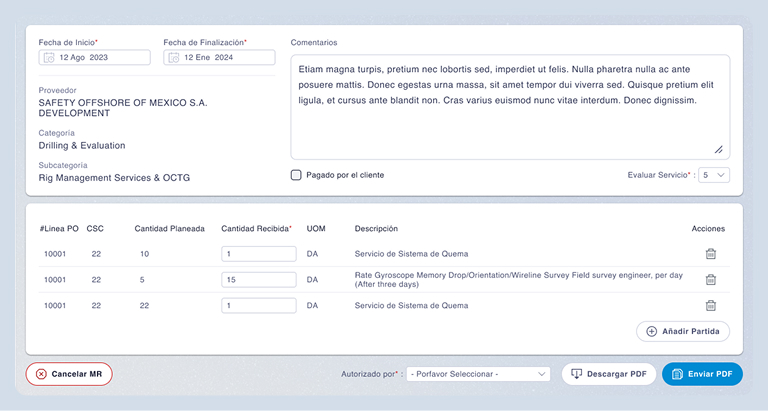 Fecha de Inicio*
Fecha de Finalización*
Comentarios
12 Ago 2023
12 Ene 2024
Etiam magna turpis, pretium nec lobortis sed, imperdiet ut felis. Nulla pharetra nulla ac ante
posuere mattis. Donec egestas urna massa, sit amet tempor dui viverra sed. Quisque pretium elit
ligula, et cursus ante blandit non. Cras varius euismod nunc vitae interdum. Donec dignissim.
Proveedor
SAFETY OFFSHORE OF MEXICO S.A.
DEVELOPMENT
Categoría
Drilling & Evaluation
Subcategoría
Rig Management Services & OCTG
Pagado por el cliente
Evaluar Servicio* : 5
#Linea PO CSC Cantidad Planeada Cantidad Recibida* UOM Descripción Acciones
10001 22 10 1 DA Servicio de Sistema de Quema
10001 22 5 15 DA Rate Gyroscope Memory Drop/Orientation/Wireline Survey Field survey engineer, per day
(After three days)
10001 22 22 1 DA Servicio de Sistema de Quema
Añadir Partida
Cancelar MR
Autorizado por* : - Porfavor Seleccionar -
Descargar PDF
Enviar PDF